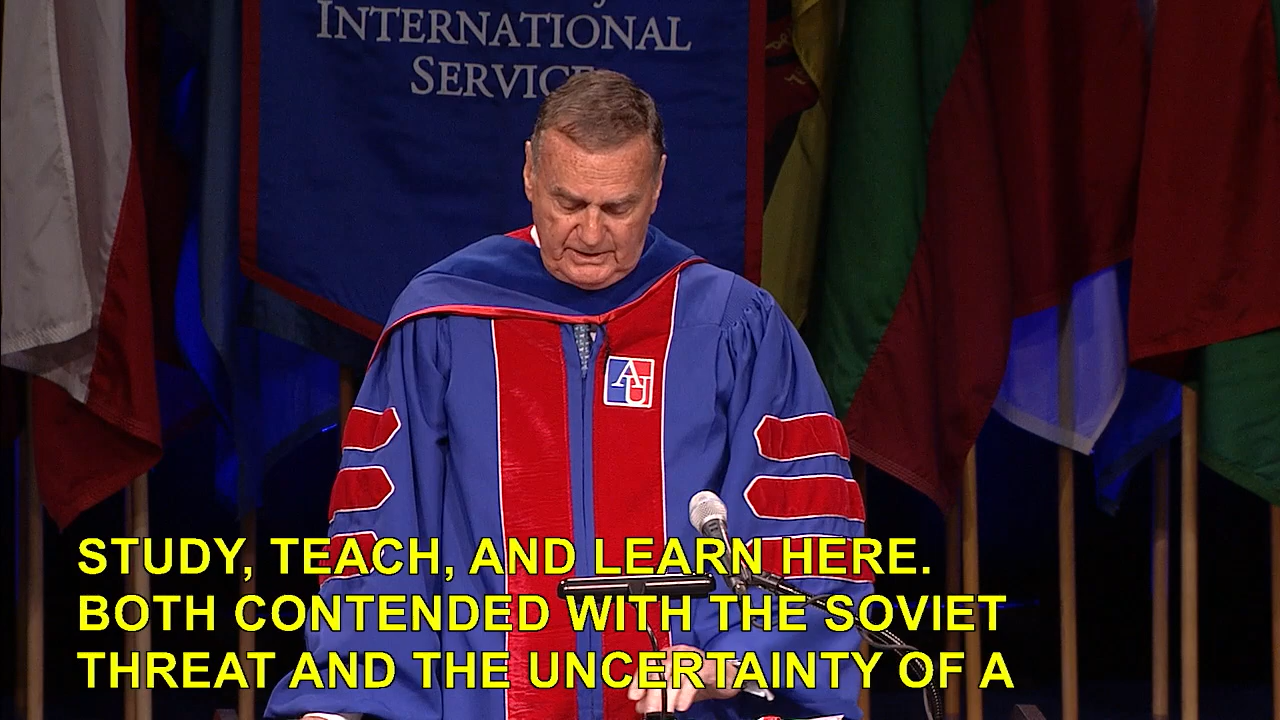 INTERNATIONAL
SERVICE
AU
STUDY, TEACH, AND LEARN HERE.
BOTH CONTENDED WITH THE SOVIET
THREAT AND THE UNCERTAINTY OF A